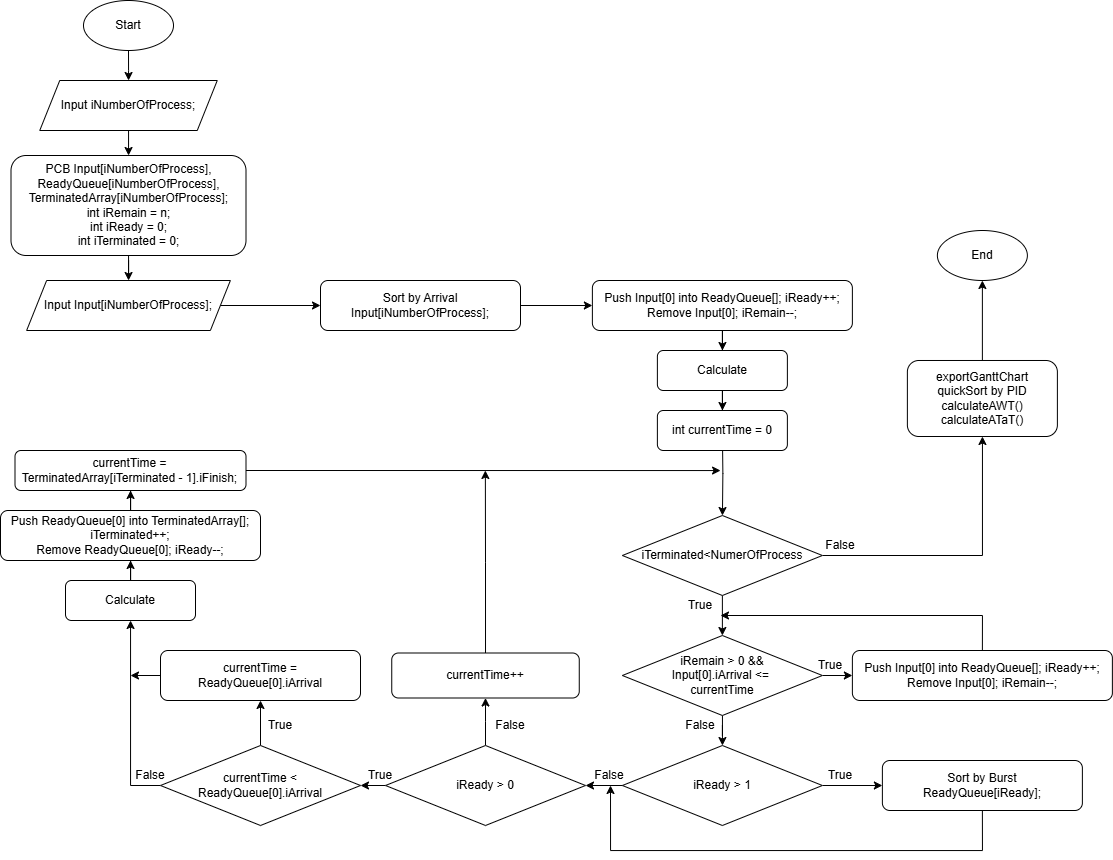 Start
Input iNumberOfProcess;
PCB Input[iNumberOfProcess],
ReadyQueue[iNumberOfProcess],
TerminatedArray[iNumberOfProcess];
int iRemain = n;
int iReady = 0;
int iTerminated = 0;
Input Input[iNumberOfProcess];
Sort by Arrival
Input[iNumberOfProcess];
Push Input[0] into ReadyQueue[]; iReady++;
Remove Input[0]; iRemain--;
Calculate
int currentTime = 0
End
exportGanttChart
quickSort by PID
calculateAWT()
calculateATaT()
currentTime =
TerminatedArray[iTerminated - 1].iFinish;
Push ReadyQueue[0] into TerminatedArray[];
iTerminated++;
Remove ReadyQueue[0]; iReady--;
Calculate
iTerminated<NumerOfProcess
False
True
iRemain > 0 &&
Input[0].iArrival <=
currentTime
True
Push Input[0] into ReadyQueue[]; iReady++;
Remove Input[0]; iRemain--;
False
currentTime =
ReadyQueue[0].iArrival
currentTime++
True
False
False
currentTime <
ReadyQueue[0].iArrival
True
iReady > 0
False
iReady > 1
True
Sort by Burst
ReadyQueue[iReady];